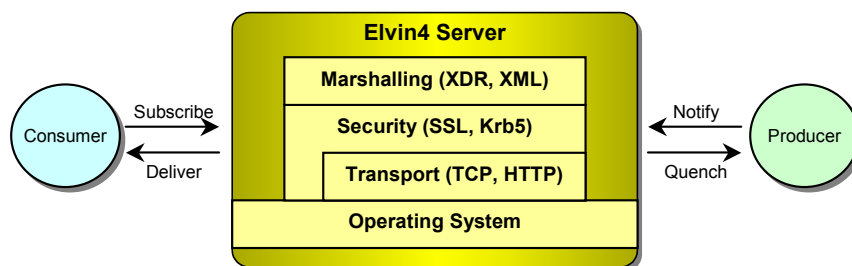 Elvin4 Server
Marshalling (XDR, XML)
Security (SSL, Krb5)
Transport (TCP, HTTP)
Operating System
Consumer
Subscribe
Deliver
Notify
Quench
Producer